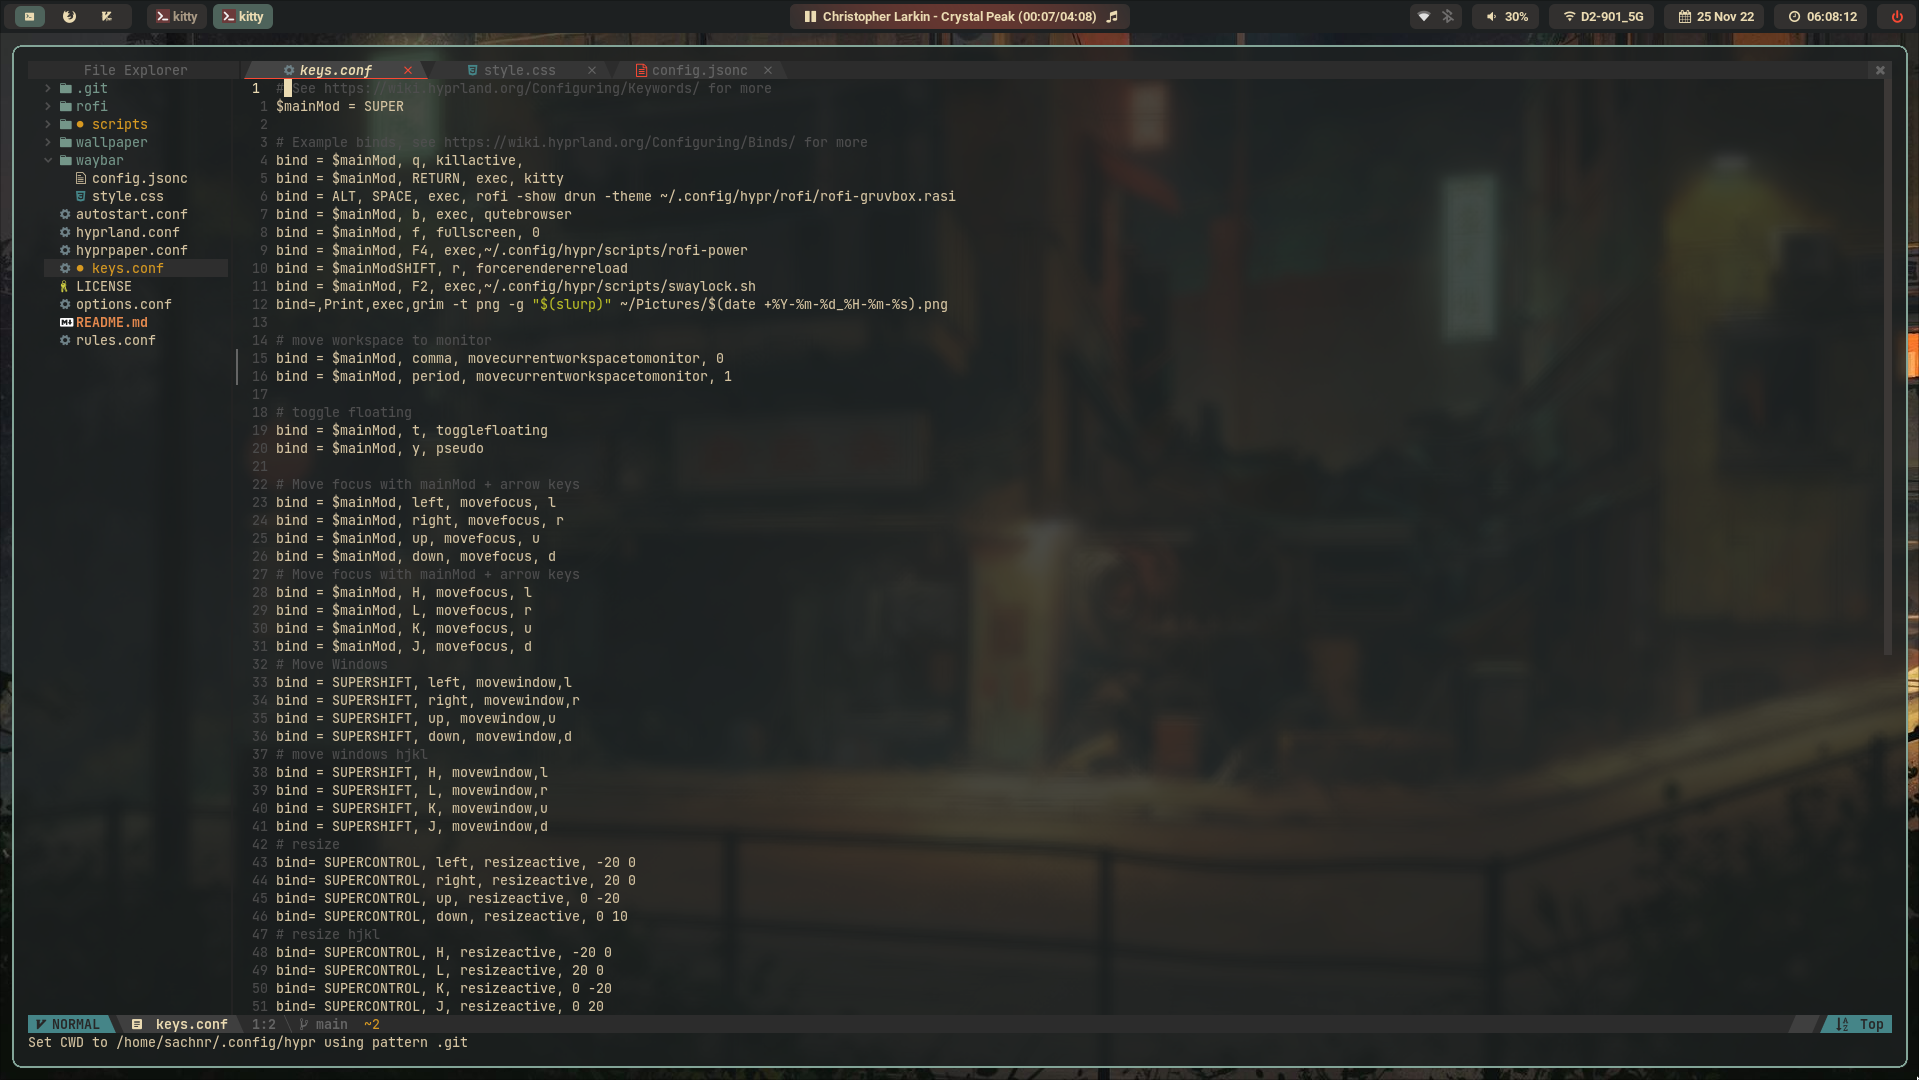 kitty kitty Christopher Larkin - Crystal Peak (00:07/04:08) 30% D2-901_5G 25 Nov 22 06:08:12
File Explorer keys.conf style.css config.jsonc
.git
rofi
scripts
wallpaper
waybar
config.jsonc
style.css
autostart.conf
hyprland.conf
hyprpaper.conf
keys.conf
LICENSE
options.conf
README.md
rules.conf
1 # See https://wiki.hyprland.org/Configuring/Keywords/ for more
1 $mainMod = SUPER
2
3 # Example binds, see https://wiki.hyprland.org/Configuring/Binds/ for more
4 bind = $mainMod, q, killactive,
5 bind = $mainMod, RETURN, exec, kitty
6 bind = ALT, SPACE, exec, rofi -show drun -theme ~/.config/hypr/rofi/rofi-gruvbox.rasi
7 bind = $mainMod, b, exec, qutebrowser
8 bind = $mainMod, f, fullscreen, 0
9 bind = $mainMod, F4, exec,~/.config/hypr/scripts/rofi-power
10 bind = $mainModSHIFT, r, forcerendererreload
11 bind = $mainMod, F2, exec,~/.config/hypr/scripts/swaylock.sh
12 bind=,Print,exec,grim -t png -g "$(slurp)" ~/Pictures/$(date +%Y-%m-%d_%H-%m-%s).png
13
14 # move workspace to monitor
15 bind = $mainMod, comma, movecurrentworkspacetomonitor, 0
16 bind = $mainMod, period, movecurrentworkspacetomonitor, 1
17
18 # toggle floating
19 bind = $mainMod, t, togglefloating
20 bind = $mainMod, y, pseudo
21
22 # Move focus with mainMod + arrow keys
23 bind = $mainMod, left, movefocus, l
24 bind = $mainMod, right, movefocus, r
25 bind = $mainMod, up, movefocus, u
26 bind = $mainMod, down, movefocus, d
27 # Move focus with mainMod + arrow keys
28 bind = $mainMod, H, movefocus, l
29 bind = $mainMod, L, movefocus, r
30 bind = $mainMod, K, movefocus, u
31 bind = $mainMod, J, movefocus, d
32 # Move Windows
33 bind = SUPERSHIFT, left, movewindow,l
34 bind = SUPERSHIFT, right, movewindow,r
35 bind = SUPERSHIFT, up, movewindow,u
36 bind = SUPERSHIFT, down, movewindow,d
37 # move windows hjkl
38 bind = SUPERSHIFT, H, movewindow,l
39 bind = SUPERSHIFT, L, movewindow,r
40 bind = SUPERSHIFT, K, movewindow,u
41 bind = SUPERSHIFT, J, movewindow,d
42 # resize
43 bind= SUPERCONTROL, left, resizeactive, -20 0
44 bind= SUPERCONTROL, right, resizeactive, 20 0
45 bind= SUPERCONTROL, up, resizeactive, 0 -20
46 bind= SUPERCONTROL, down, resizeactive, 0 10
47 # resize hjkl
48 bind= SUPERCONTROL, H, resizeactive, -20 0
49 bind= SUPERCONTROL, L, resizeactive, 20 0
50 bind= SUPERCONTROL, K, resizeactive, 0 -20
51 bind= SUPERCONTROL, J, resizeactive, 0 20
NORMAL keys.conf 1:2 main ~2 Top
Set CWD to /home/sachnr/.config/hypr using pattern .git